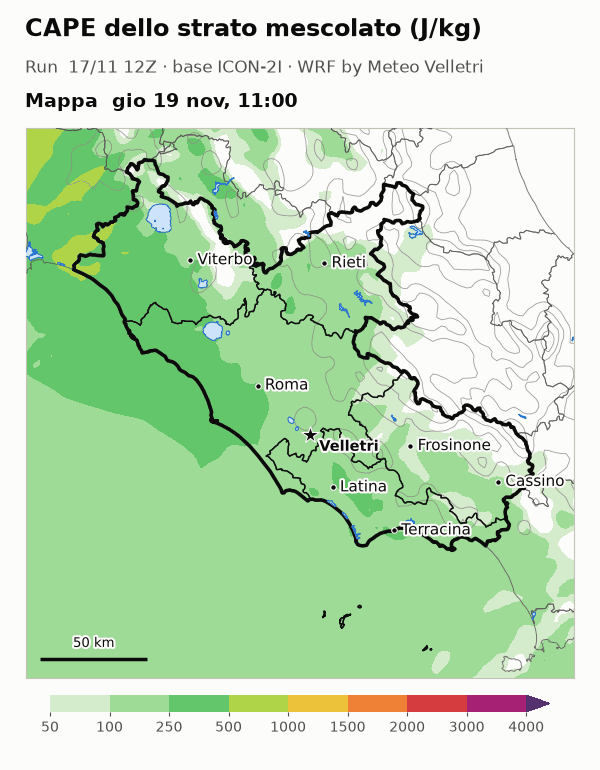 CAPE dello strato mescolato (J/kg)
Run  17/11 12Z · base ICON-2I · WRF by Meteo Velletri
Mappa  gio 19 nov, 11:00
Viterbo
Rieti
Roma
Velletri
Frosinone
Cassino
Latina
Terracina
50 km
50 100 250 500 1000 1500 2000 3000 4000